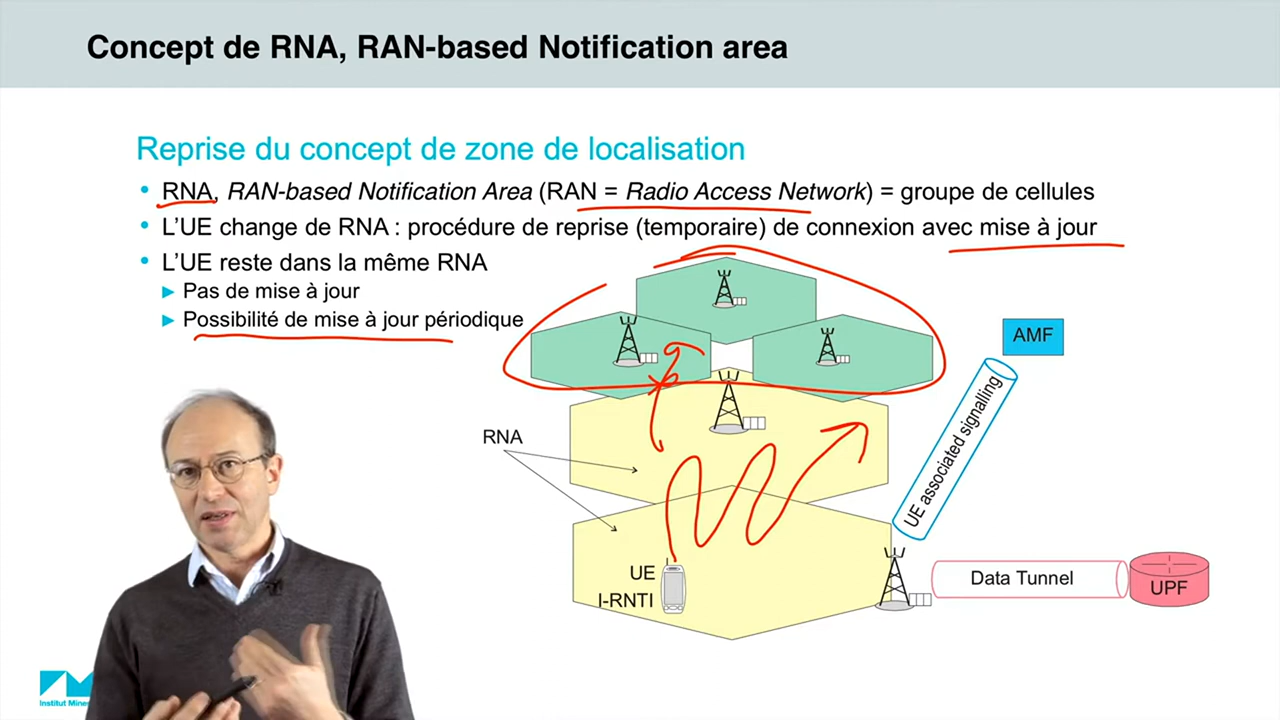 Concept de RNA, RAN-based Notification area
Reprise du concept de zone de localisation
• RNA, RAN-based Notification Area (RAN = Radio Access Network) = groupe de cellules
• L'UE change de RNA : procédure de reprise (temporaire) de connexion avec mise à jour
• L'UE reste dans la même RNA
Pas de mise à jour
Possibilité de mise à jour périodique
AMF
UE associated signalling
RNA
UE
I-RNTI
Data Tunnel
UPF
Institut